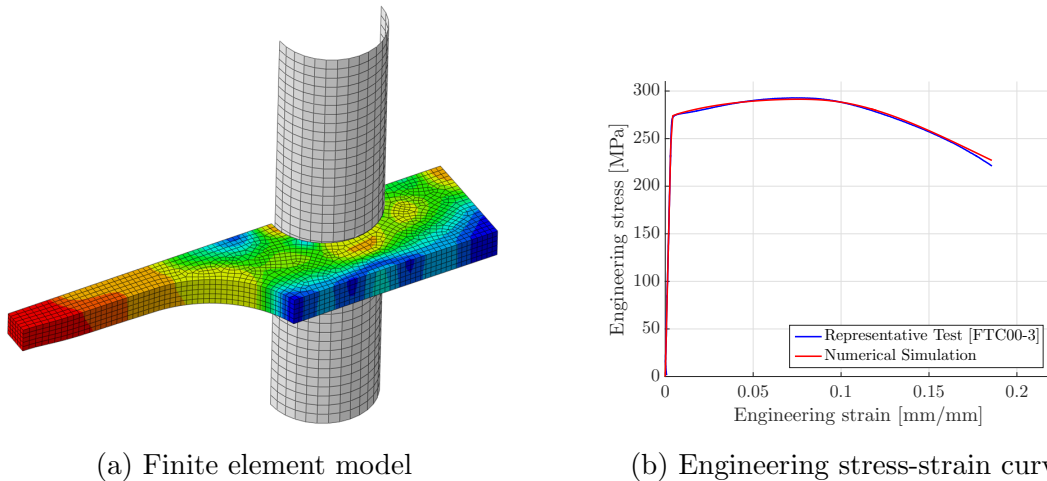 300
250
200
150
100
50
0
Engineering stress [MPa]
Representative Test [FTC00-3]
Numerical Simulation
0 0.05 0.1 0.15 0.2
Engineering strain [mm/mm]
(a) Finite element model
(b) Engineering stress-strain curv